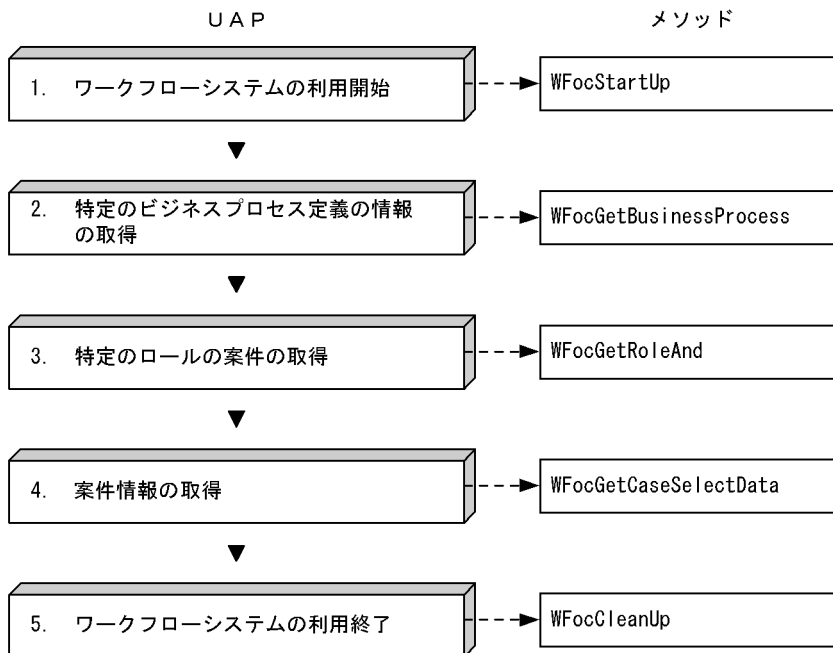 ＵＡＰ
メソッド
1. ワークフローシステムの利用開始
WFocStartUp
2. 特定のビジネスプロセス定義の情報
の取得
WFocGetBusinessProcess
3. 特定のロールの案件の取得
WFocGetRoleAnd
4. 案件情報の取得
WFocGetCaseSelectData
5. ワークフローシステムの利用終了
WFocCleanUp